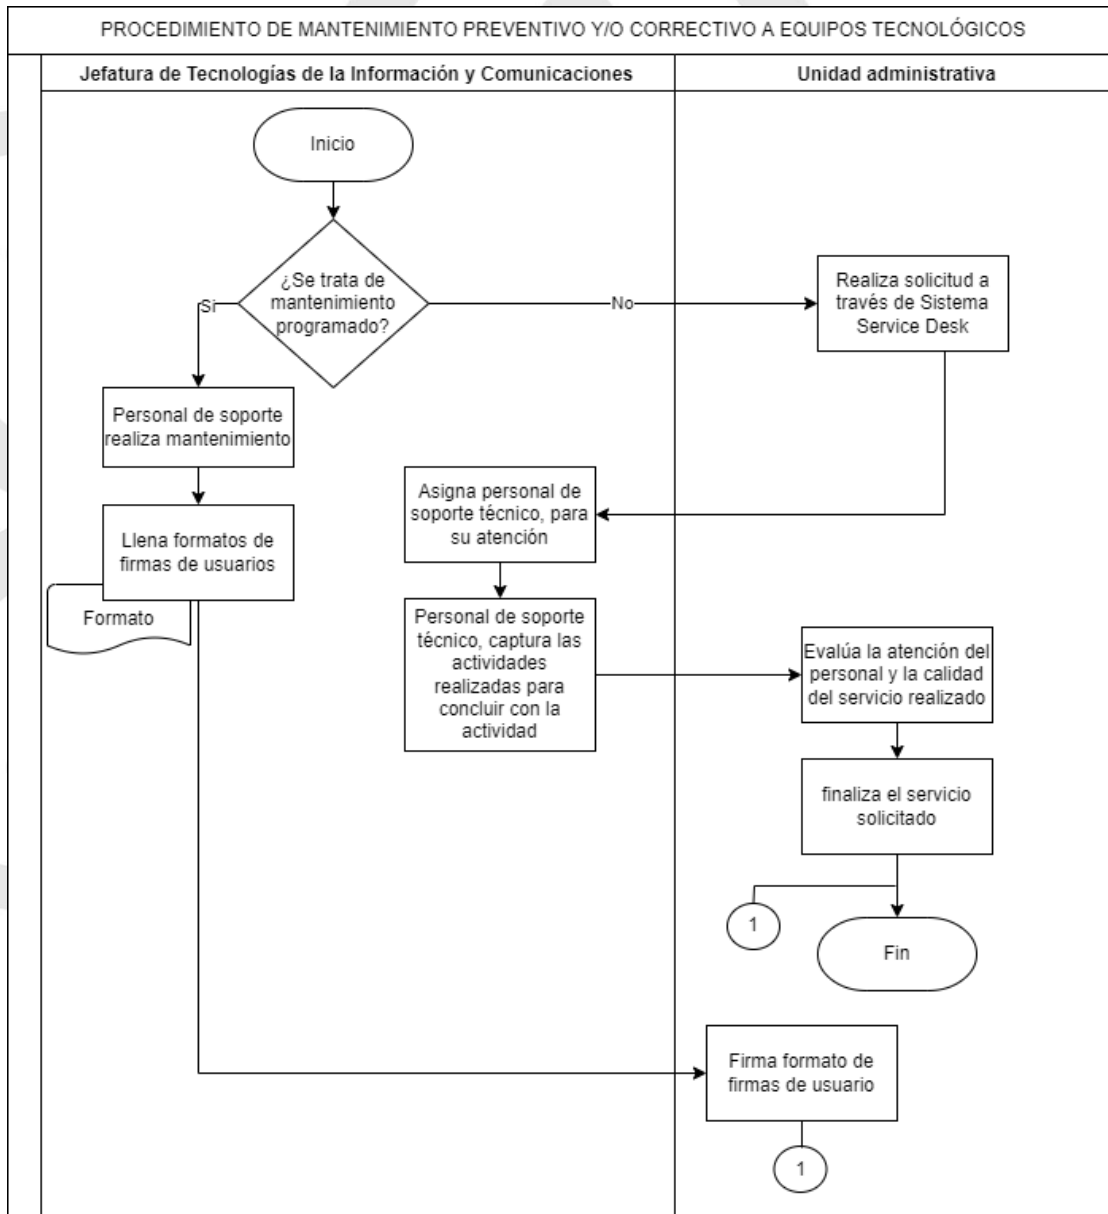 PROCEDIMIENTO DE MANTENIMIENTO PREVENTIVO Y/O CORRECTIVO A EQUIPOS TECNOLÓGICOS
Jefatura de Tecnologías de la Información y Comunicaciones
Unidad administrativa
Inicio
¿Se trata de
mantenimiento
programado?
Si
No
Realiza solicitud a
través de Sistema
Service Desk
Personal de soporte
realiza mantenimiento
Asigna personal de
soporte técnico, para
su atención
Llena formatos de
firmas de usuarios
Formato
Personal de soporte
técnico, captura las
actividades
realizadas para
concluir con la
actividad
Evalúa la atención del
personal y la calidad
del servicio realizado
finaliza el servicio
solicitado
1
Fin
Firma formato de
firmas de usuario
1